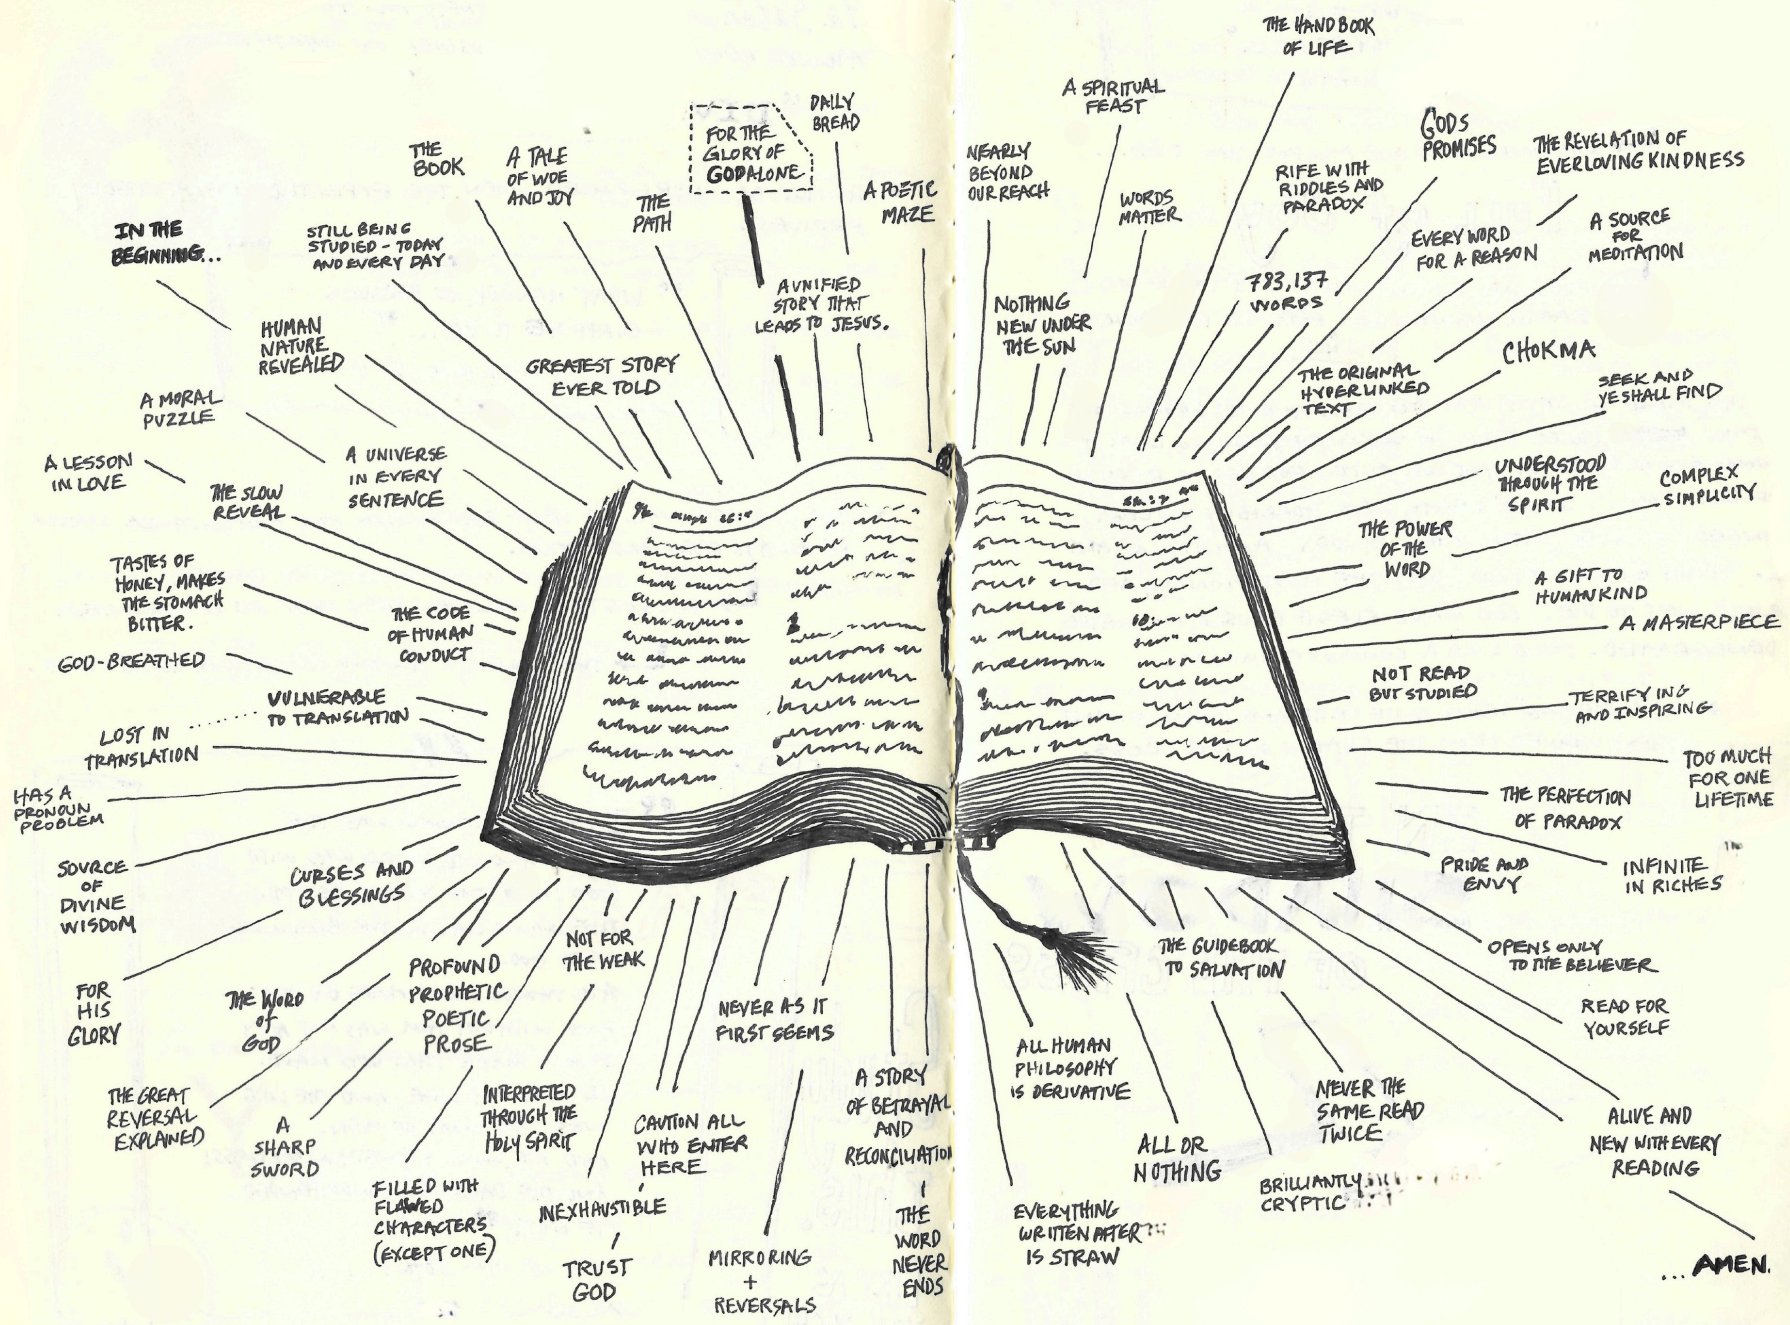 THE HANDBOOK
OF LIFE
A SPIRITUAL
FEAST
DAILY
BREAD
FOR THE
GLORY OF
GOD ALONE
THE
BOOK
A TALE
OF WOE
AND JOY
THE
PATH
A POETIC
MAZE
IN THE
BEGINNING...
STILL BEING
STUDIED - TODAY
AND EVERY DAY
A UNIFIED
STORY THAT
LEADS TO JESUS.
HUMAN
NATURE
REVEALED
GREATEST STORY
EVER TOLD
A MORAL
PUZZLE
A LESSON
IN LOVE
THE SLOW
REVEAL
A UNIVERSE
IN EVERY
SENTENCE
TASTES OF
HONEY, MAKES
THE STOMACH
BITTER.
THE CODE
OF HUMAN
CONDUCT
GOD-BREATHED
VULNERABLE
TO TRANSLATION
LOST IN
TRANSLATION
HAS A
PRONOUN
PROBLEM
SOURCE
OF
DIVINE
WISDOM
CURSES AND
BLESSINGS
FOR
HIS
GLORY
THE WORD
of
GOD
PROFOUND
PROPHETIC
POETIC
PROSE
NOT FOR
THE WEAK
THE GREAT
REVERSAL
EXPLAINED
A
SHARP
SWORD
INTERPRETED
THROUGH THE
HOLY SPIRIT
FILLED WITH
FLAWED
CHARACTERS
(EXCEPT ONE)
CAUTION ALL
WHO ENTER
HERE
INEXHAUSTIBLE
TRUST
GOD
NEVER AS IT
FIRST SEEMS
MIRRORING
+
REVERSALS
A STORY
OF BETRAYAL
AND
RECONCILIATION
THE
WORD
NEVER
ENDS
NEARLY
BEYOND
OUR REACH
WORDS
MATTER
NOTHING
NEW UNDER
THE SUN
RIFE WITH
RIDDLES AND
PARADOX
GODS
PROMISES
THE REVELATION OF
EVERLOVING KINDNESS
783,137
WORDS
EVERY WORD
FOR A REASON
A SOURCE
FOR
MEDITATION
THE ORIGINAL
HYPERLINKED
TEXT
CHOKMA
SEEK AND
YE SHALL FIND
UNDERSTOOD
THROUGH THE
SPIRIT
COMPLEX
SIMPLICITY
THE POWER
OF THE
WORD
A GIFT TO
HUMANKIND
A MASTERPIECE
NOT READ
BUT STUDIED
TERRIFYING
AND INSPIRING
TOO MUCH
FOR ONE
LIFETIME
THE PERFECTION
OF PARADOX
PRIDE AND
ENVY
INFINITE
IN RICHES
OPENS ONLY
TO THE BELIEVER
THE GUIDEBOOK
TO SALVATION
READ FOR
YOURSELF
ALL HUMAN
PHILOSOPHY
IS DERIVATIVE
NEVER THE
SAME READ
TWICE
ALIVE AND
NEW WITH EVERY
READING
ALL OR
NOTHING
BRILLIANTLY
CRYPTIC
EVERYTHING
WRITTEN AFTER
IS STRAW
...AMEN.